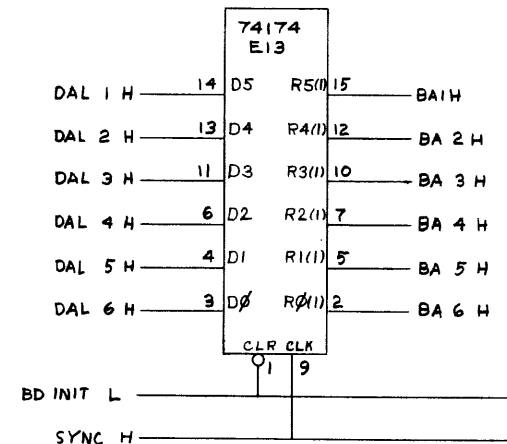 74174
E13
DAL 1 H 14 D5 R5(1) 15 BA1H
DAL 2 H 13 D4 R4(1) 12 BA 2 H
DAL 3 H 11 D3 R3(1) 10 BA 3 H
DAL 4 H 6 D2 R2(1) 7 BA 4 H
DAL 5 H 4 D1 R1(1) 5 BA 5 H
DAL 6 H 3 DØ RØ(1) 2 BA 6 H
CLR CLK
1 9
BD INIT L
SYNC H